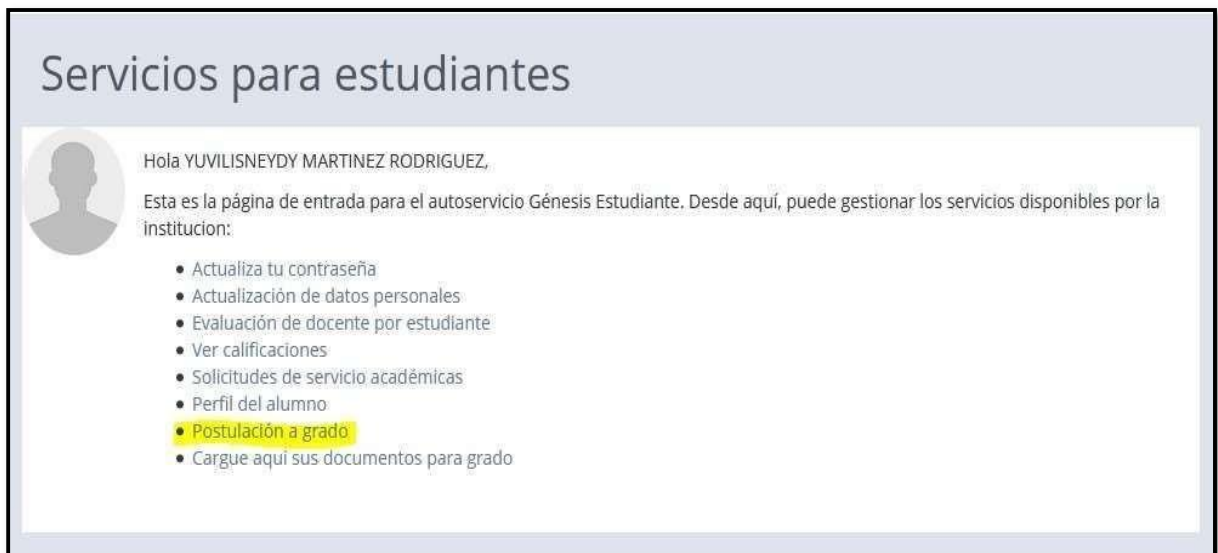 Servicios para estudiantes
Hola YUVILISNEYDY MARTINEZ RODRIGUEZ,
Esta es la página de entrada para el autoservicio Génesis Estudiante. Desde aquí, puede gestionar los servicios disponibles por la
institucion:
• Actualiza tu contraseña
• Actualización de datos personales
• Evaluación de docente por estudiante
• Ver calificaciones
• Solicitudes de servicio académicas
• Perfil del alumno
• Postulación a grado
• Cargue aquí sus documentos para grado